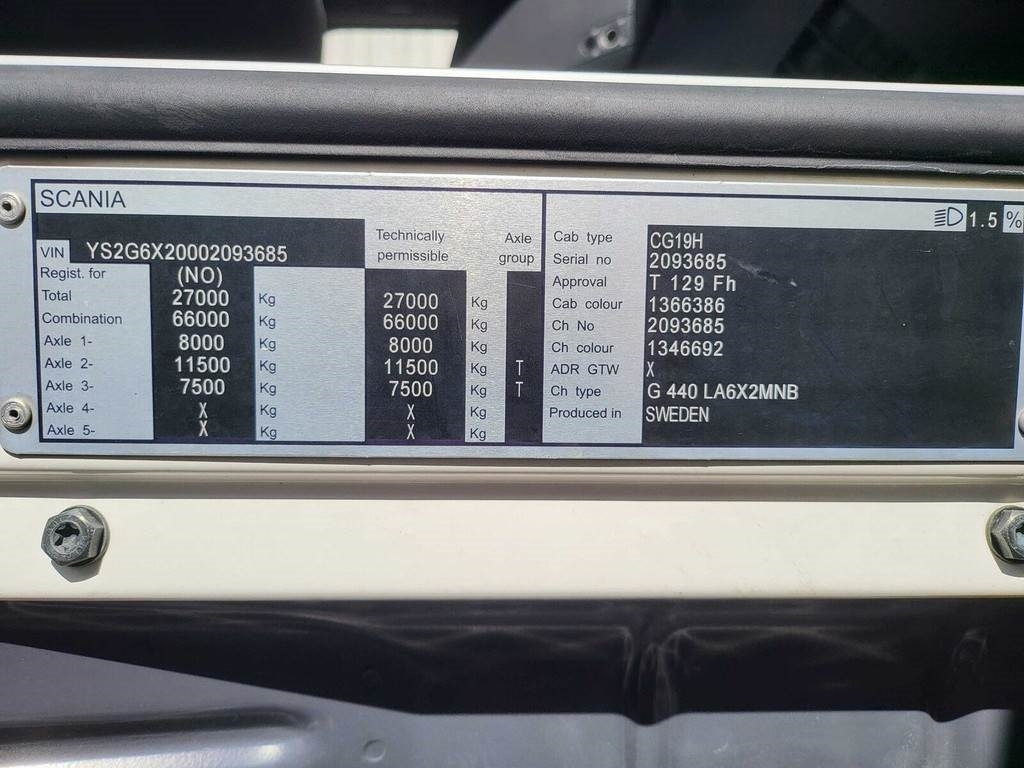 SCANIA
1.5 %
VIN YS2G6X20002093685
Technically permissible
Axle group
Regist. for (NO)
Total 27000 Kg 27000 Kg
Combination 66000 Kg 66000 Kg
Axle 1- 8000 Kg 8000 Kg
Axle 2- 11500 Kg 11500 Kg T
Axle 3- 7500 Kg 7500 Kg T
Axle 4- X Kg X Kg
Axle 5- X Kg X Kg
Cab type CG19H
Serial no 2093685
Approval T 129 Fh
Cab colour 1366386
Ch No 2093685
Ch colour 1346692
ADR GTW X
Ch type G 440 LA6X2MNB
Produced in SWEDEN